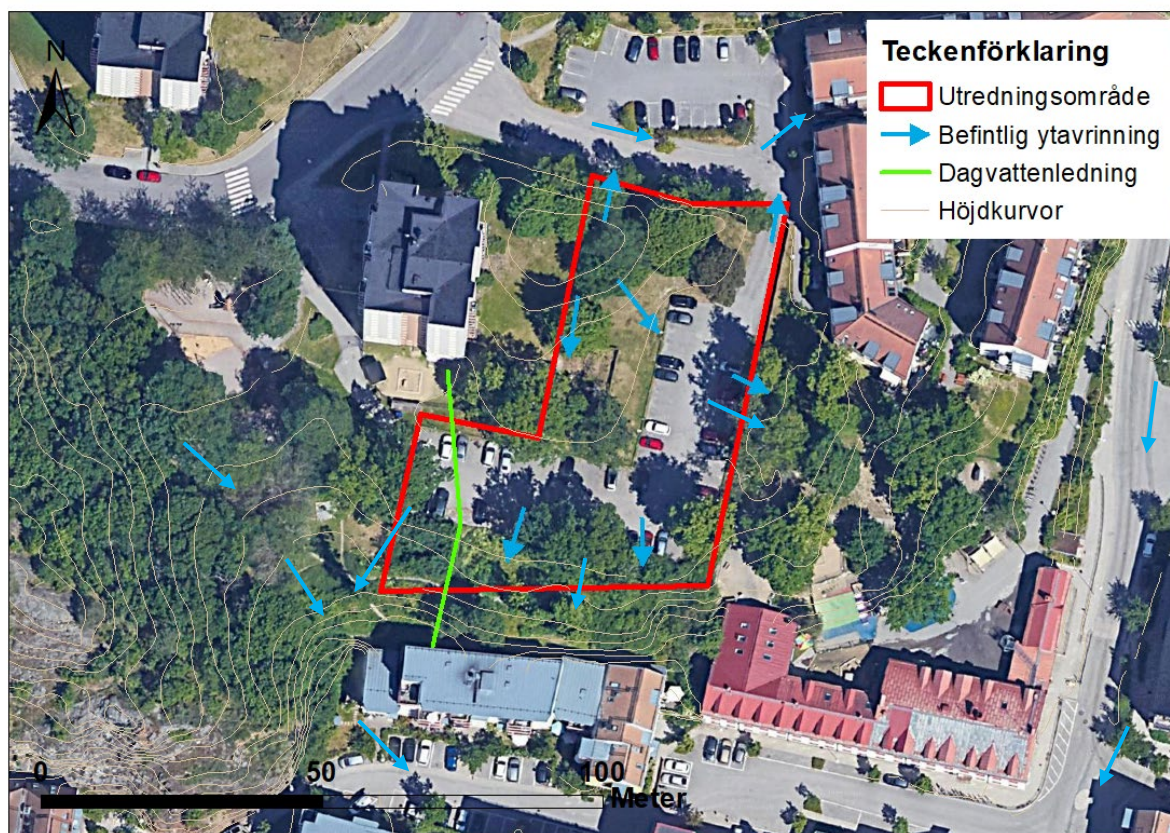 N
Teckenförklaring
Utredningsområde
Befintlig ytavrinning
Dagvattenledning
Höjdkurvor
0 50 100
Meter